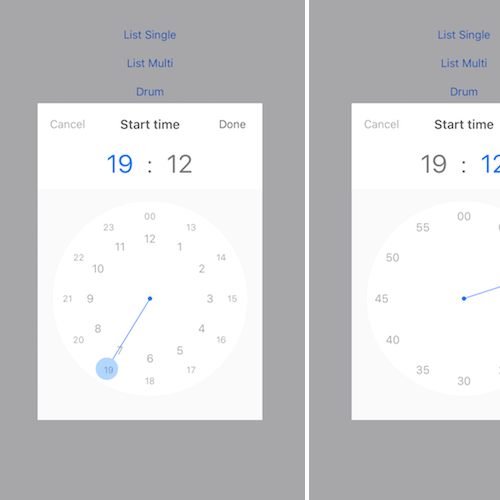 List Single
List Multi
Drum
Cancel Start time Done
19 : 12
00
23 13
12
11 1
22 14
10 2
21 9 3 15
8 4
20 16
7 5
6
19 17
18
List Single
List Multi
Drum
Cancel Start time
19 : 12
00
55
50
45
40
35
30